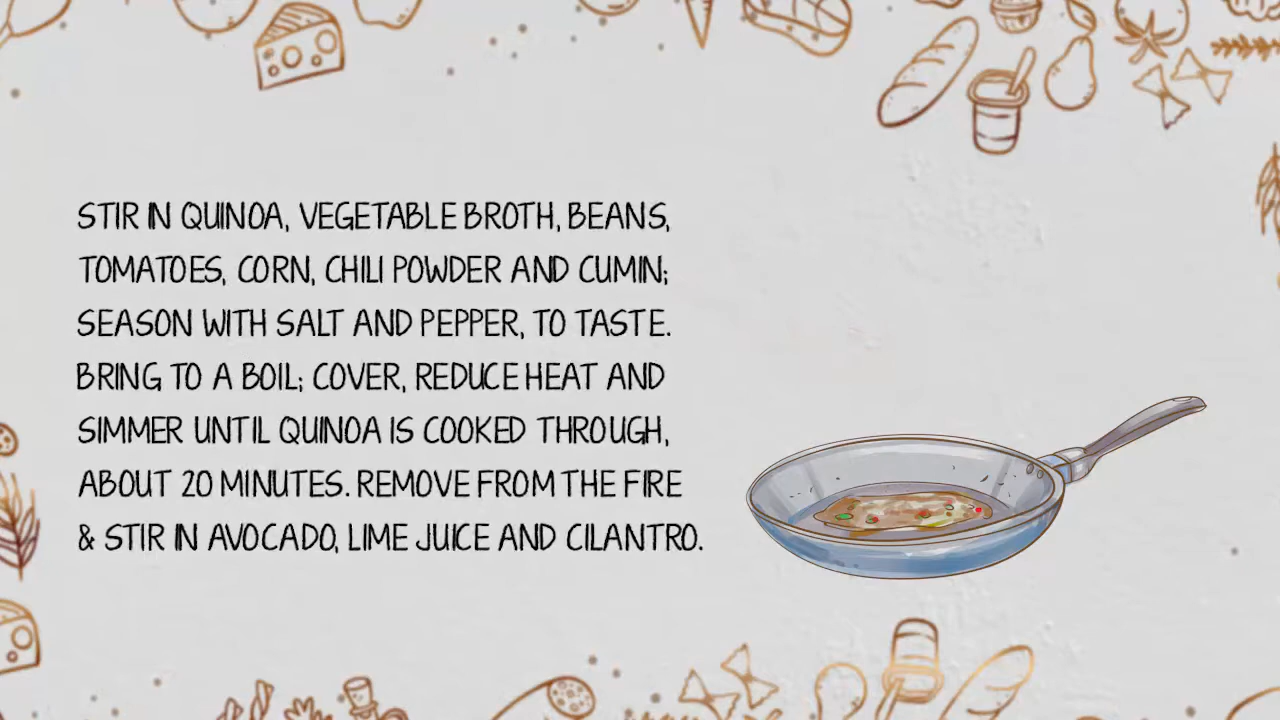 STIR IN QUINOA, VEGETABLE BROTH, BEANS,
TOMATOES, CORN, CHILI POWDER AND CUMIN;
SEASON WITH SALT AND PEPPER, TO TASTE.
BRING TO A BOIL; COVER, REDUCE HEAT AND
SIMMER UNTIL QUINOA IS COOKED THROUGH,
ABOUT 20 MINUTES. REMOVE FROM THE FIRE
& STIR IN AVOCADO, LIME JUICE AND CILANTRO.